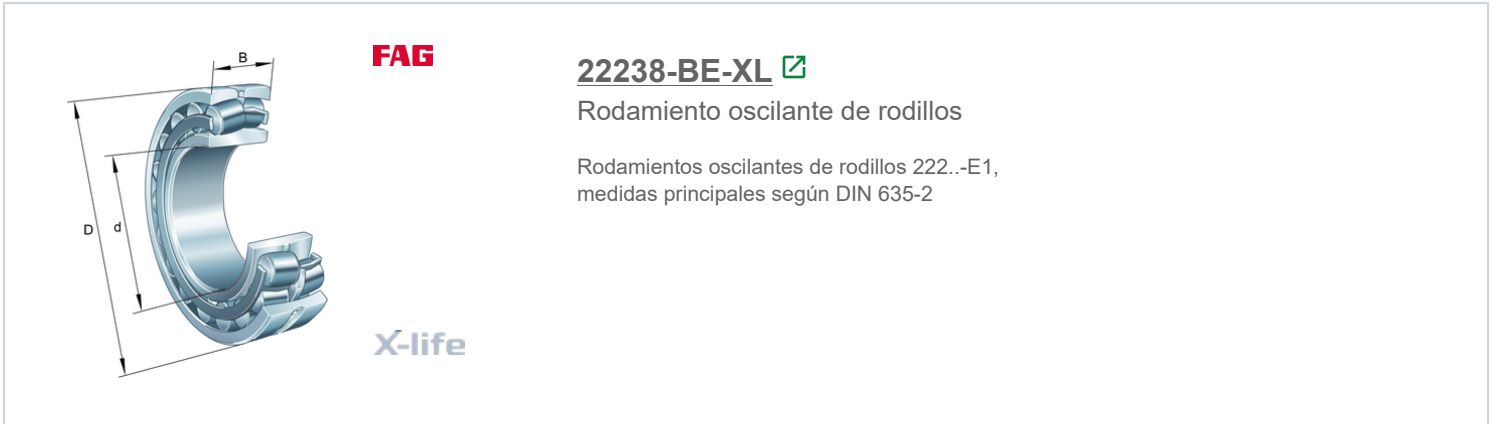 B
FAG
22238-BE-XL
Rodamiento oscilante de rodillos
Rodamientos oscilantes de rodillos 222..-E1,
medidas principales según DIN 635-2
D
d
X-life